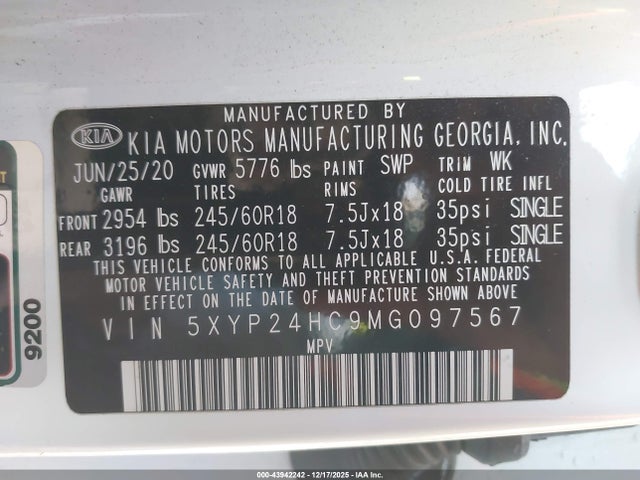 MANUFACTURED BY
KIA KIA MOTORS MANUFACTURING GEORGIA, INC.
JUN/25/20 GVWR 5776 lbs PAINT SWP TRIM WK
GAWR TIRES RIMS COLD TIRE INFL
FRONT 2954 lbs 245/60R18 7.5Jx18 35psi SINGLE
REAR 3196 lbs 245/60R18 7.5Jx18 35psi SINGLE
THIS VEHICLE CONFORMS TO ALL APPLICABLE U.S.A. FEDERAL
MOTOR VEHICLE SAFETY AND THEFT PREVENTION STANDARDS
IN EFFECT ON THE DATE OF MANUFACTURE SHOWN ABOVE
VIN 5XYP24HC9MG097567
MPV
9200
000-43942242 - 12/17/2025 - IAA Inc.